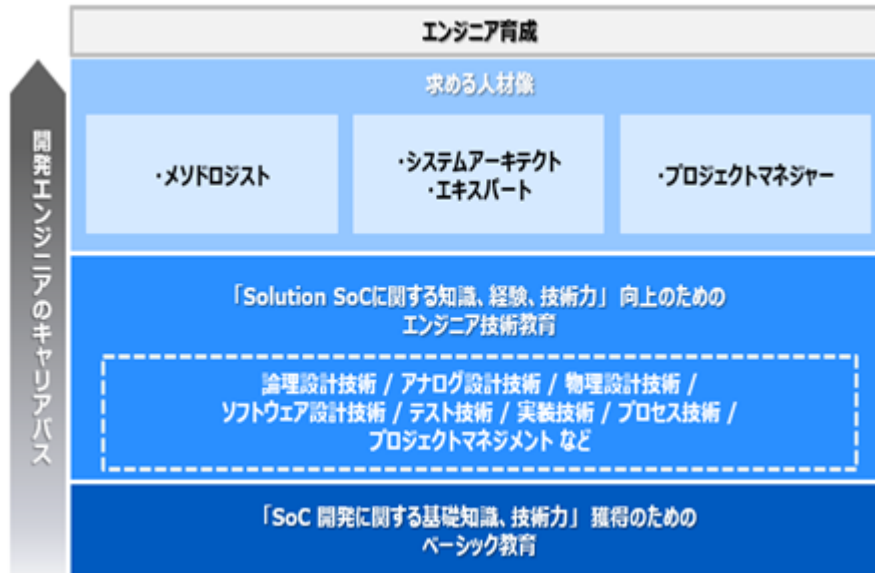 エンジニア育成
求める人材像
・メソドロジスト
・システムアーキテクト
・エキスパート
・プロジェクトマネジャー
開発エンジニアのキャリアパス
「Solution SoCに関する知識、経験、技術力」向上のための
エンジニア技術教育
論理設計技術 / アナログ設計技術 / 物理設計技術 /
ソフトウェア設計技術 / テスト技術 / 実装技術 / プロセス技術 /
プロジェクトマネジメント など
「SoC 開発に関する基礎知識、技術力」獲得のための
ベーシック教育